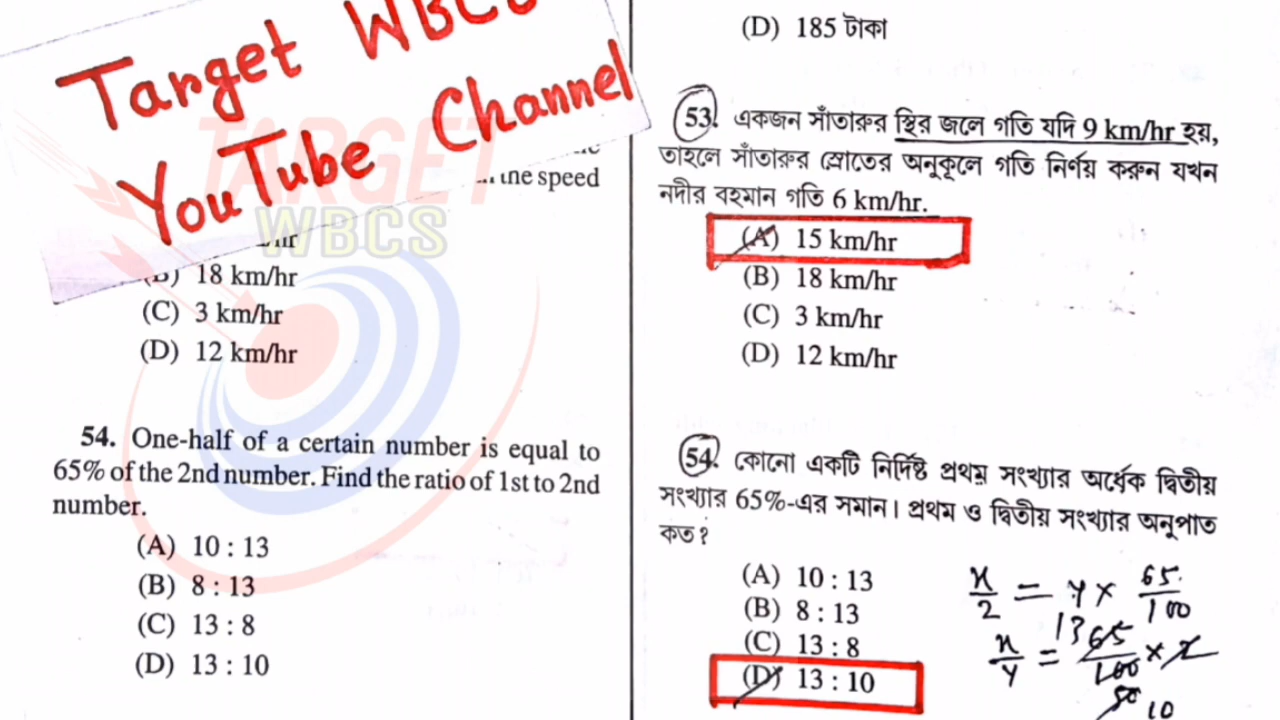 Target WBCS
YouTube Channel
TARGET
WBCS
the speed
18 km/hr
(C) 3 km/hr
(D) 12 km/hr
54. One-half of a certain number is equal to
65% of the 2nd number. Find the ratio of 1st to 2nd
number.
(A) 10 : 13
(B) 8 : 13
(C) 13 : 8
(D) 13 : 10
(D) 185 টাকা
53. একজন সাঁতারুর স্থির জলে গতি যদি 9 km/hr হয়,
তাহলে সাঁতারুর স্রোতের অনুকূলে গতি নির্ণয় করুন যখন
নদীর বহমান গতি 6 km/hr.
(A) 15 km/hr
(B) 18 km/hr
(C) 3 km/hr
(D) 12 km/hr
54. কোনো একটি নির্দিষ্ট প্রথম সংখ্যার অর্ধেক দ্বিতীয়
সংখ্যার 65%-এর সমান। প্রথম ও দ্বিতীয় সংখ্যার অনুপাত
কত?
(A) 10 : 13
(B) 8 : 13
(C) 13 : 8
(D) 13 : 10
x/2 = y × 65/100
x/y = 65/100 × 2
13
50 10